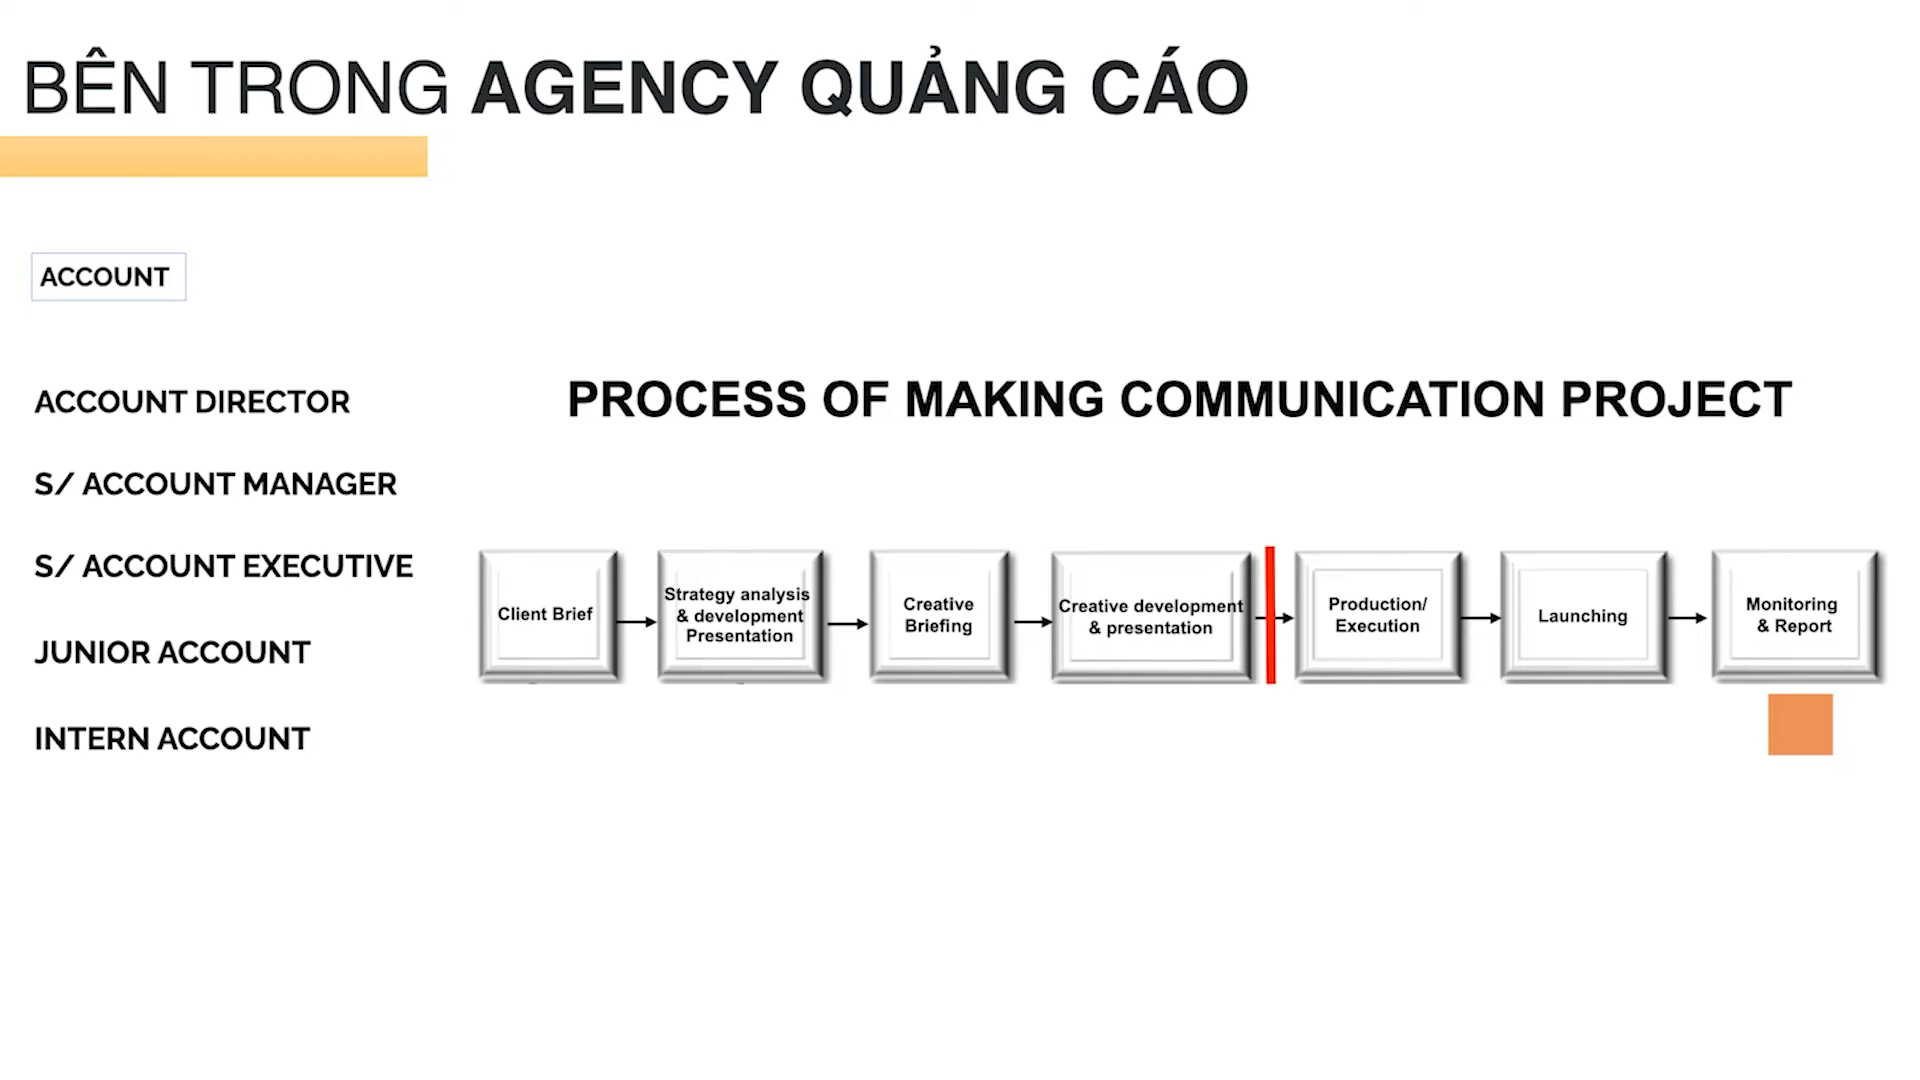 BÊN TRONG AGENCY QUẢNG CÁO
ACCOUNT
ACCOUNT DIRECTOR
S/ ACCOUNT MANAGER
S/ ACCOUNT EXECUTIVE
JUNIOR ACCOUNT
INTERN ACCOUNT
PROCESS OF MAKING COMMUNICATION PROJECT
Client Brief
Strategy analysis
& development
Presentation
Creative
Briefing
Creative development
& presentation
Production/
Execution
Launching
Monitoring
& Report